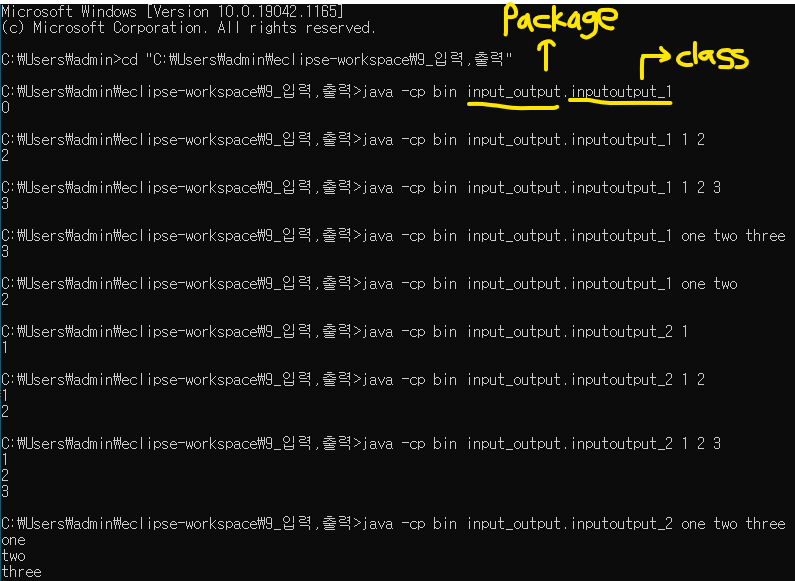 Microsoft Windows [Version 10.0.19042.1165]
(c) Microsoft Corporation. All rights reserved.
Package
C:₩Users₩admin>cd "C:₩Users₩admin₩eclipse-workspace₩9_입력,출력"
class
C:₩Users₩admin₩eclipse-workspace₩9_입력,출력>java -cp bin input_output.inputoutput_1
0
C:₩Users₩admin₩eclipse-workspace₩9_입력,출력>java -cp bin input_output.inputoutput_1 1 2
2
C:₩Users₩admin₩eclipse-workspace₩9_입력,출력>java -cp bin input_output.inputoutput_1 1 2 3
3
C:₩Users₩admin₩eclipse-workspace₩9_입력,출력>java -cp bin input_output.inputoutput_1 one two three
3
C:₩Users₩admin₩eclipse-workspace₩9_입력,출력>java -cp bin input_output.inputoutput_1 one two
2
C:₩Users₩admin₩eclipse-workspace₩9_입력,출력>java -cp bin input_output.inputoutput_2 1
1
C:₩Users₩admin₩eclipse-workspace₩9_입력,출력>java -cp bin input_output.inputoutput_2 1 2
1
2
C:₩Users₩admin₩eclipse-workspace₩9_입력,출력>java -cp bin input_output.inputoutput_2 1 2 3
1
2
3
C:₩Users₩admin₩eclipse-workspace₩9_입력,출력>java -cp bin input_output.inputoutput_2 one two three
one
two
three